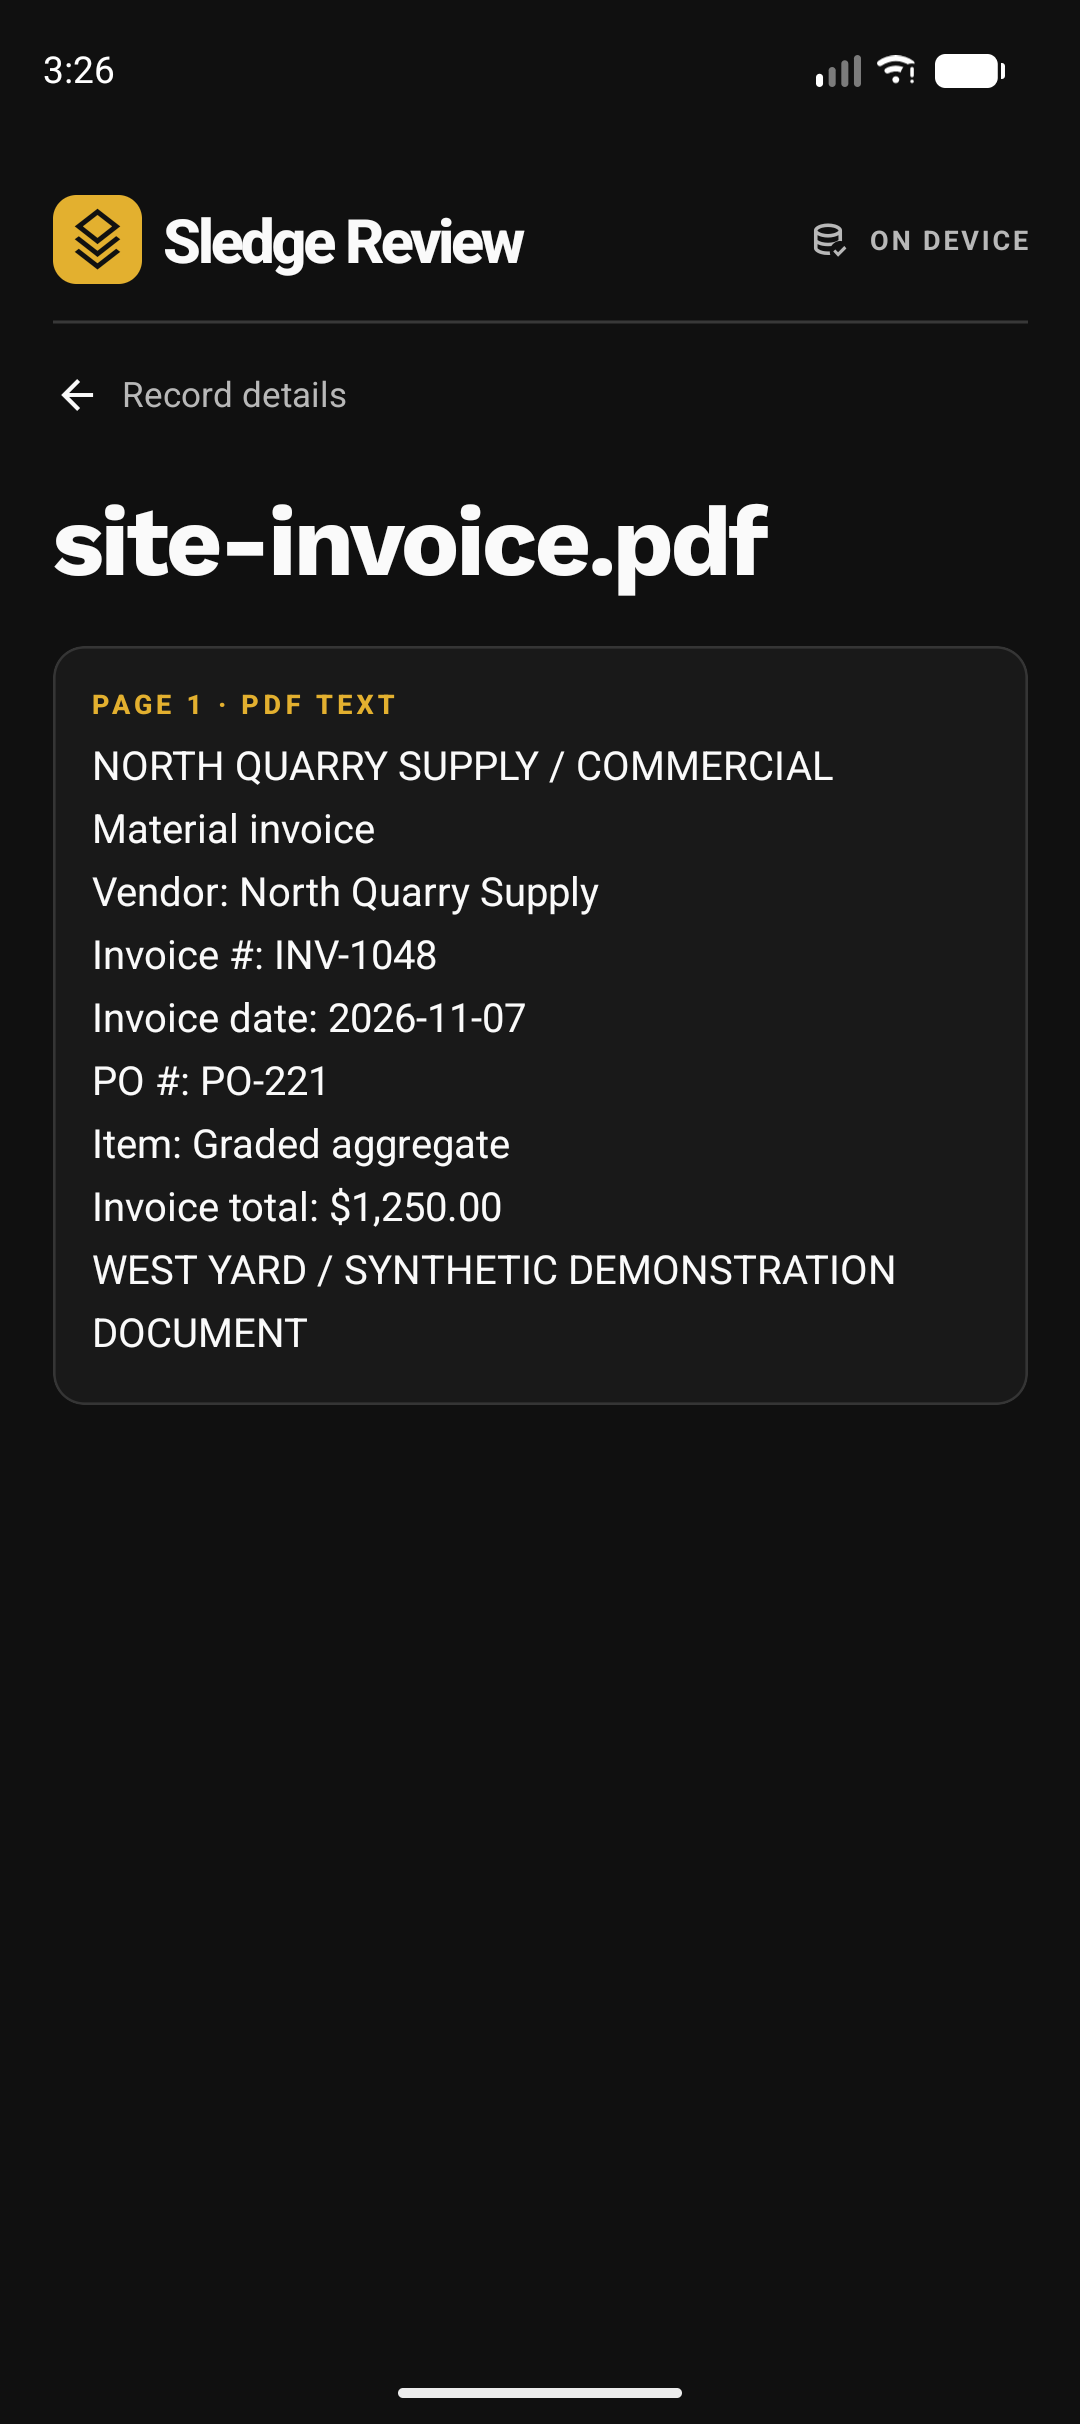 3:26
Sledge Review
ON DEVICE
Record details
site-invoice.pdf
PAGE 1 · PDF TEXT
NORTH QUARRY SUPPLY / COMMERCIAL
Material invoice
Vendor: North Quarry Supply
Invoice #: INV-1048
Invoice date: 2026-11-07
PO #: PO-221
Item: Graded aggregate
Invoice total: $1,250.00
WEST YARD / SYNTHETIC DEMONSTRATION
DOCUMENT